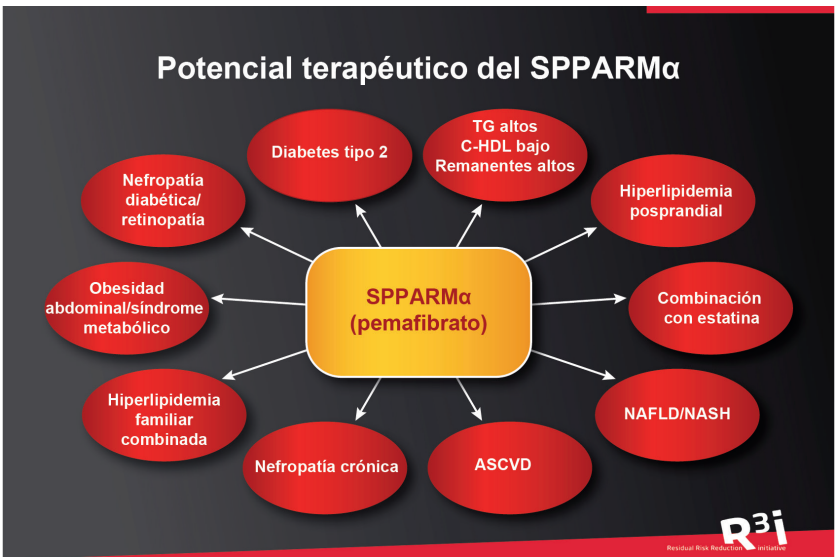 Potencial terapéutico del SPPARMα
TG altos
C-HDL bajo
Remanentes altos
Diabetes tipo 2
Nefropatía
diabética/
retinopatía
Hiperlipidemia
posprandial
Obesidad
abdominal/síndrome
metabólico
SPPARMα
(pemafibrato)
Combinación
con estatina
Hiperlipidemia
familiar
combinada
NAFLD/NASH
Nefropatía crónica
ASCVD
R3i
Residual Risk Reduction initiative